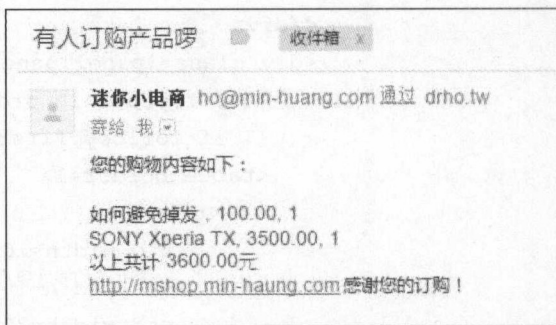 有人订购产品啰 收件箱 x
迷你小电商 ho@min-huang.com 通过 drho.tw
寄给 我
您的购物内容如下：
如何避免掉发 , 100.00, 1
SONY Xperia TX, 3500.00, 1
以上共计 3600.00元
http://mshop.min-haung.com 感谢您的订购！